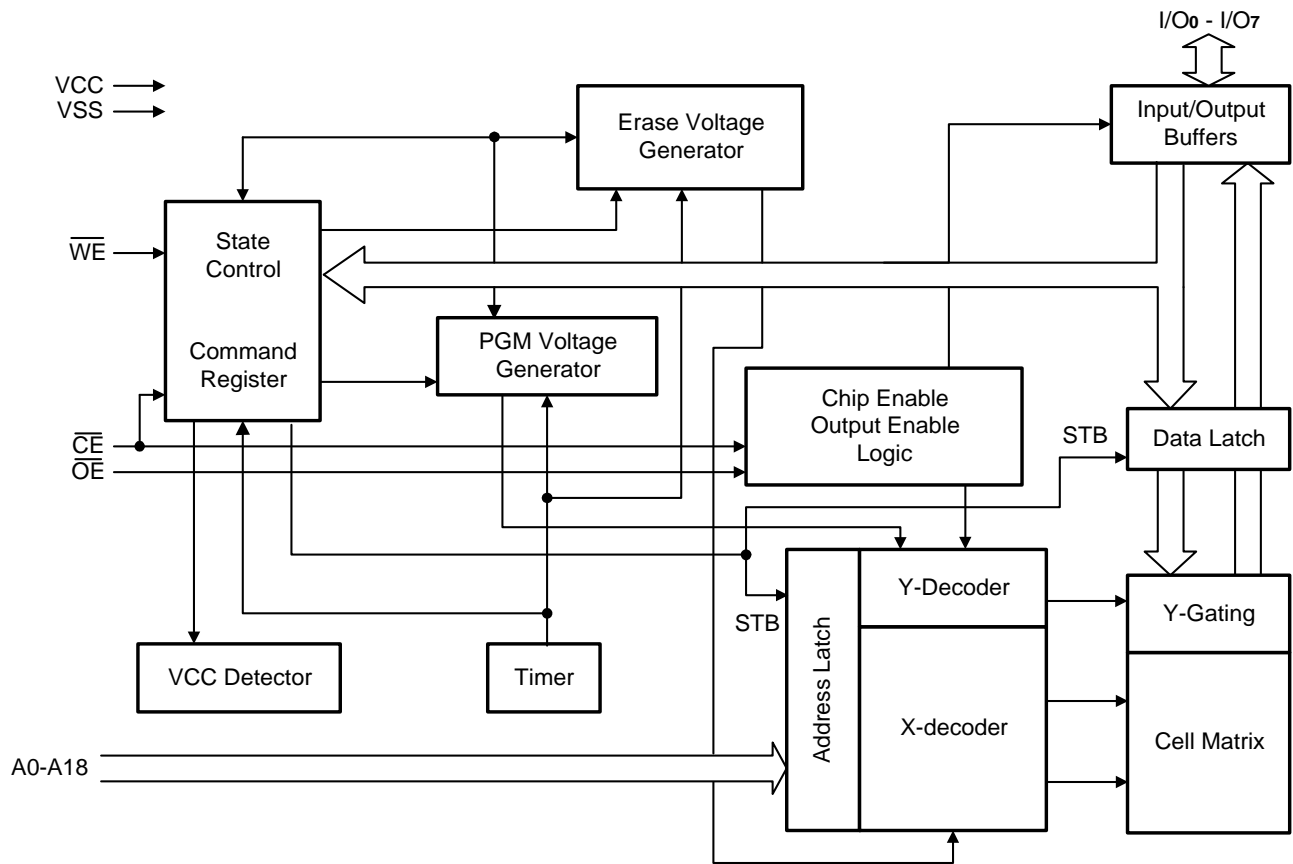 I/O0 - I/O7
VCC
VSS
Erase Voltage
Generator
Input/Output
Buffers
WE
State
Control
Command
Register
PGM Voltage
Generator
Chip Enable
Output Enable
Logic
CE
OE
STB
Data Latch
Y-Decoder
STB
Y-Gating
VCC Detector
Timer
Address Latch
X-decoder
Cell Matrix
A0-A18